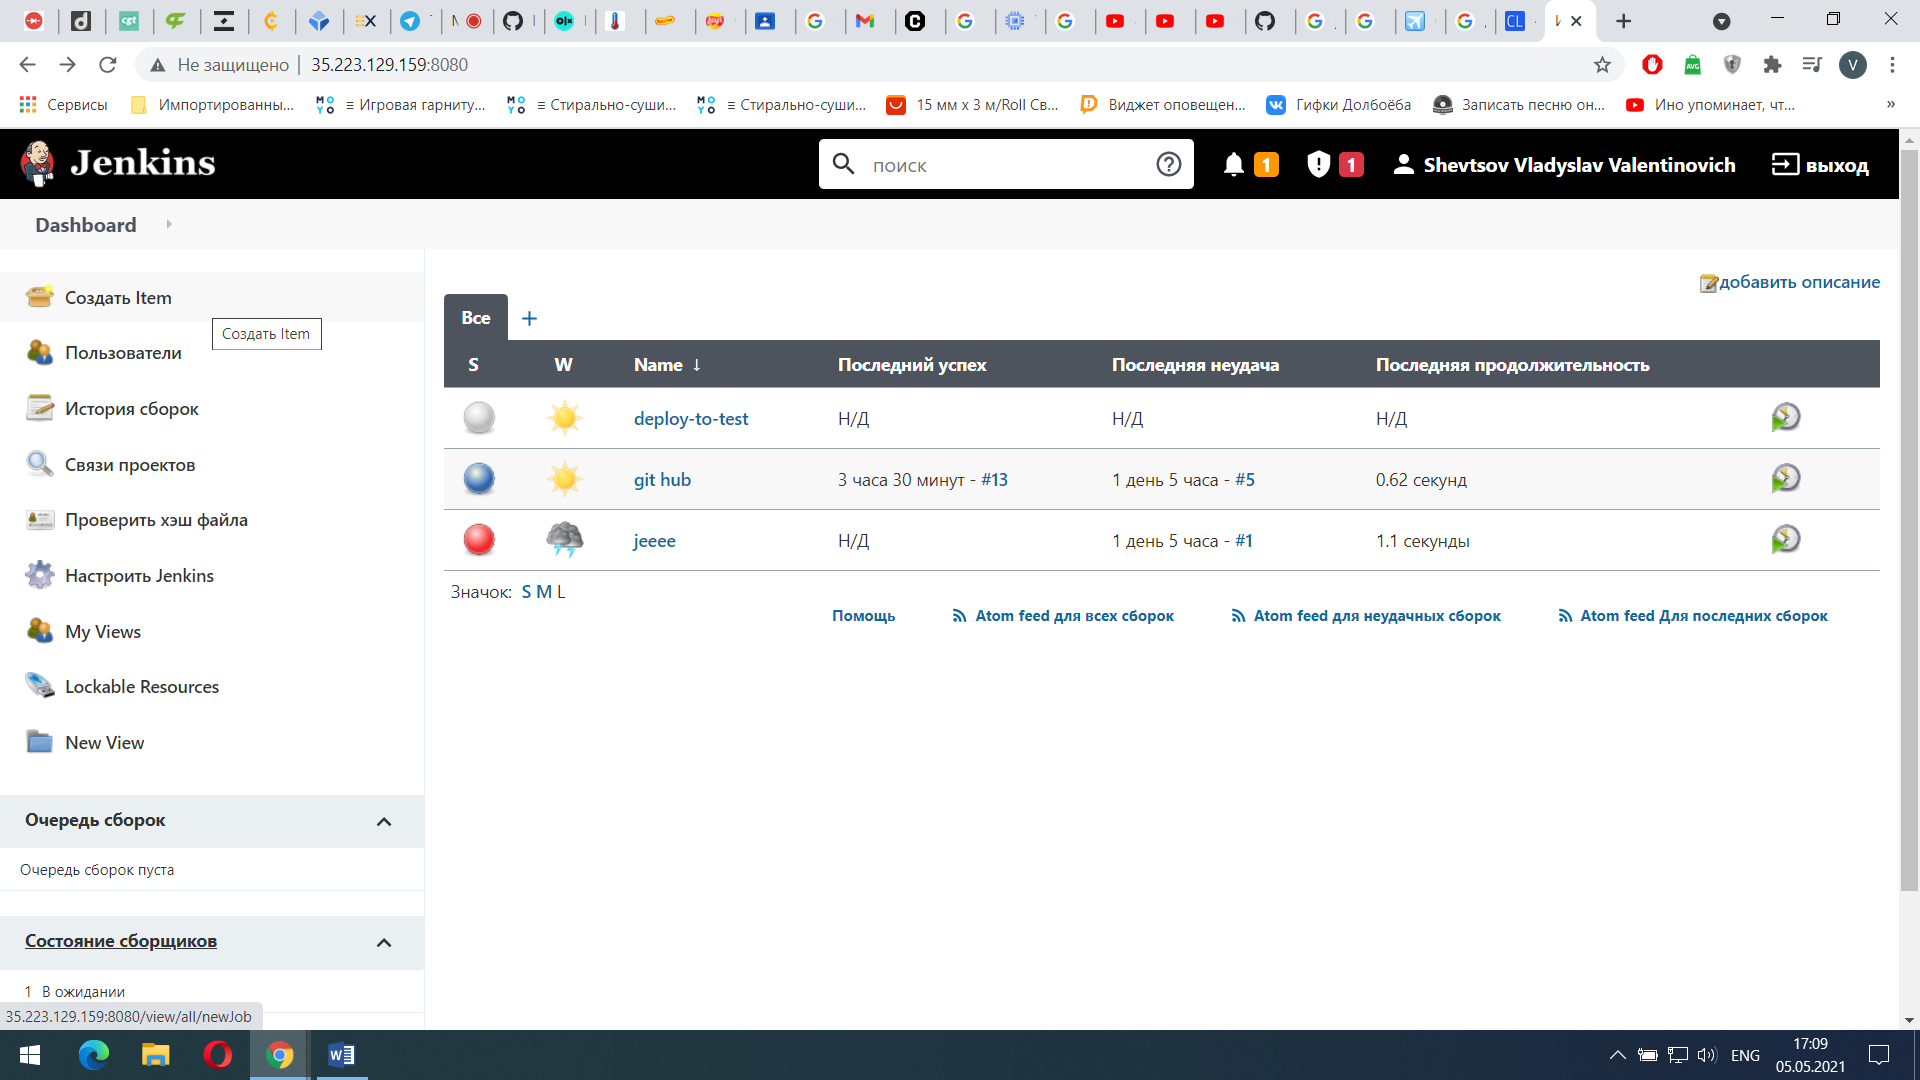 Не защищено | 35.223.129.159:8080
Сервисы Импортированны... ≡ Игровая гарниту... ≡ Стирально-суши... ≡ Стирально-суши... 15 мм x 3 м/Roll Св... Виджет оповещен... Гифки Долбоёба Записать песню он... Ино упоминает, чт... »
Jenkins поиск 1 1 Shevtsov Vladyslav Valentinovich выход
Dashboard
добавить описание
Создать Item
Создать Item
Пользователи
История сборок
Связи проектов
Проверить хэш файла
Настроить Jenkins
My Views
Lockable Resources
New View
Очередь сборок
Очередь сборок пуста
Состояние сборщиков
1 В ожидании
35.223.129.159:8080/view/all/newJob
Все +
S W Name ↓ Последний успех Последняя неудача Последняя продолжительность
deploy-to-test Н/Д Н/Д Н/Д
git hub 3 часа 30 минут - #13 1 день 5 часа - #5 0.62 секунд
jeeee Н/Д 1 день 5 часа - #1 1.1 секунды
Значок: S M L
Помощь Atom feed для всех сборок Atom feed для неудачных сборок Atom feed Для последних сборок
ENG 17:09
05.05.2021